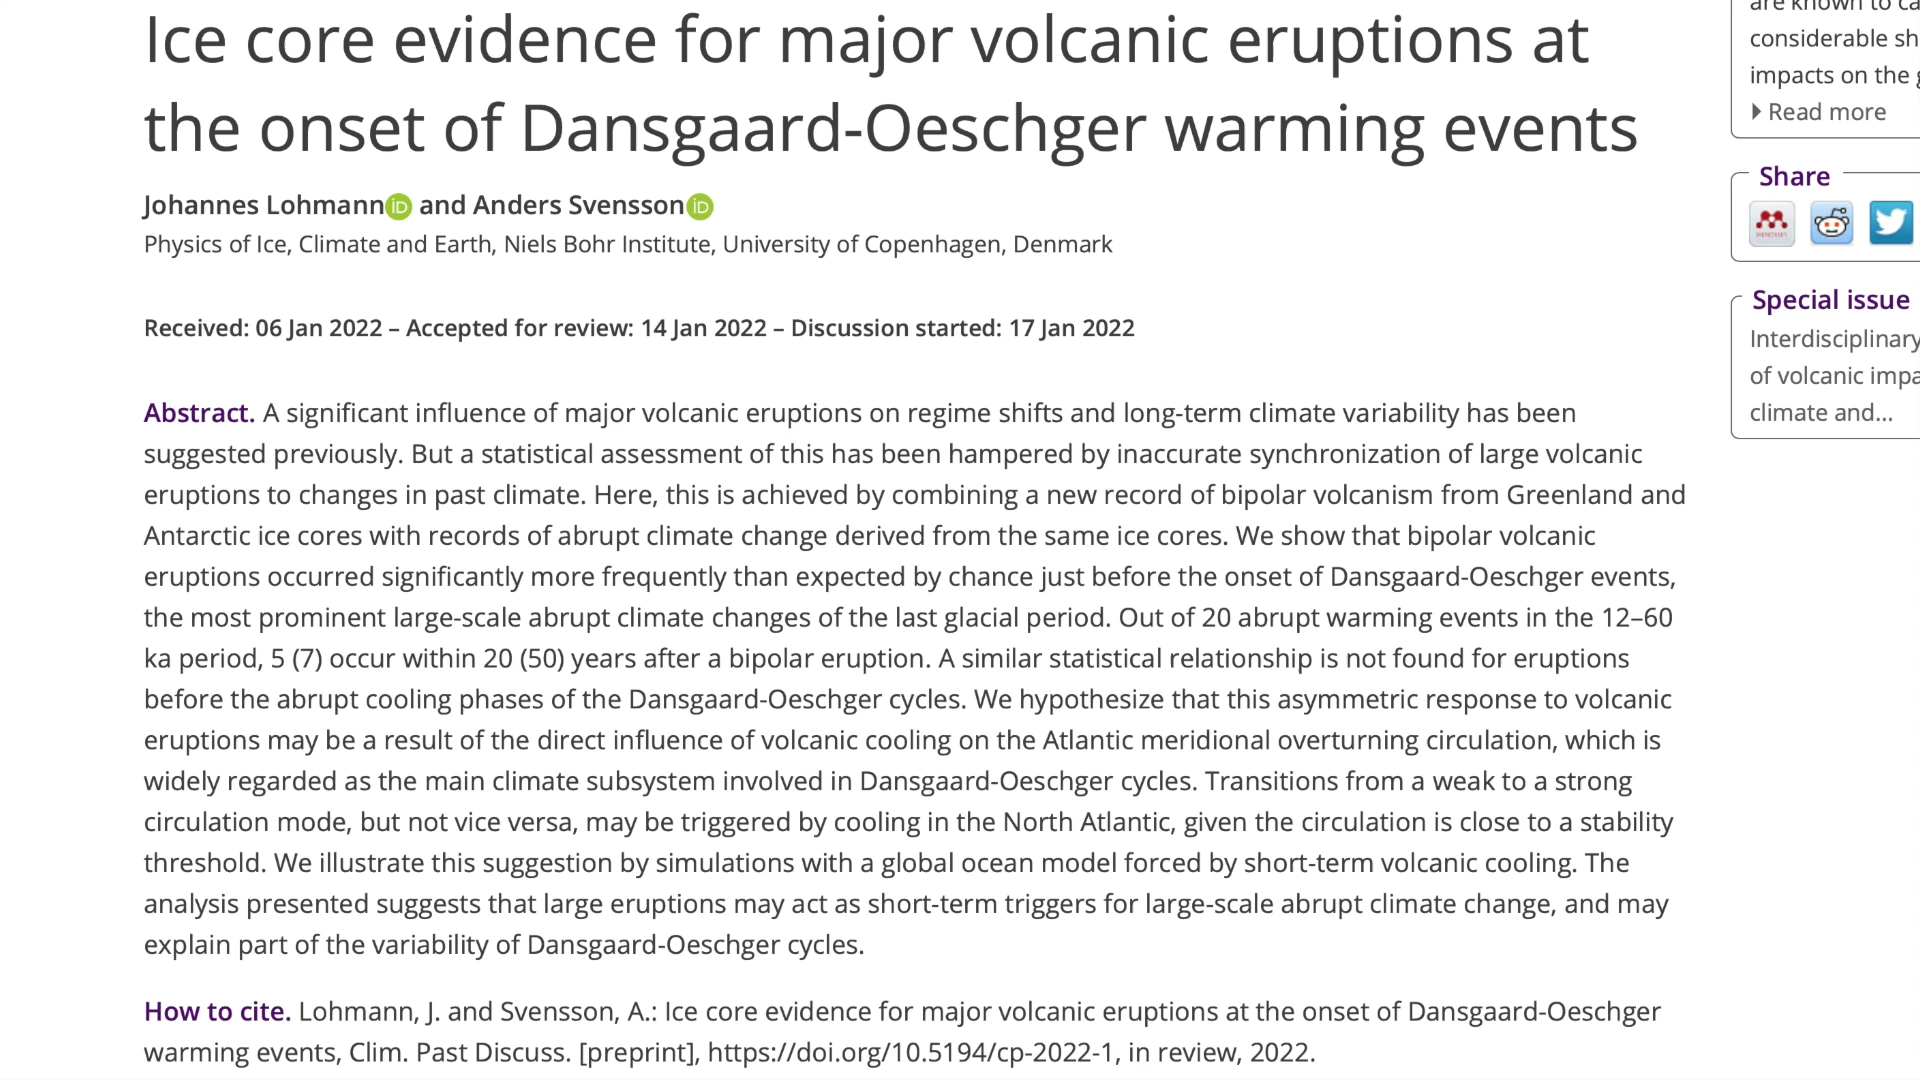 Ice core evidence for major volcanic eruptions at
the onset of Dansgaard-Oeschger warming events
Johannes Lohmann iD and Anders Svensson iD
Physics of Ice, Climate and Earth, Niels Bohr Institute, University of Copenhagen, Denmark
Received: 06 Jan 2022 – Accepted for review: 14 Jan 2022 – Discussion started: 17 Jan 2022
Abstract. A significant influence of major volcanic eruptions on regime shifts and long-term climate variability has been
suggested previously. But a statistical assessment of this has been hampered by inaccurate synchronization of large volcanic
eruptions to changes in past climate. Here, this is achieved by combining a new record of bipolar volcanism from Greenland and
Antarctic ice cores with records of abrupt climate change derived from the same ice cores. We show that bipolar volcanic
eruptions occurred significantly more frequently than expected by chance just before the onset of Dansgaard-Oeschger events,
the most prominent large-scale abrupt climate changes of the last glacial period. Out of 20 abrupt warming events in the 12–60
ka period, 5 (7) occur within 20 (50) years after a bipolar eruption. A similar statistical relationship is not found for eruptions
before the abrupt cooling phases of the Dansgaard-Oeschger cycles. We hypothesize that this asymmetric response to volcanic
eruptions may be a result of the direct influence of volcanic cooling on the Atlantic meridional overturning circulation, which is
widely regarded as the main climate subsystem involved in Dansgaard-Oeschger cycles. Transitions from a weak to a strong
circulation mode, but not vice versa, may be triggered by cooling in the North Atlantic, given the circulation is close to a stability
threshold. We illustrate this suggestion by simulations with a global ocean model forced by short-term volcanic cooling. The
analysis presented suggests that large eruptions may act as short-term triggers for large-scale abrupt climate change, and may
explain part of the variability of Dansgaard-Oeschger cycles.
How to cite. Lohmann, J. and Svensson, A.: Ice core evidence for major volcanic eruptions at the onset of Dansgaard-Oeschger
warming events, Clim. Past Discuss. [preprint], https://doi.org/10.5194/cp-2022-1, in review, 2022.
are known to ca
considerable sh
impacts on the
Read more
Share
Special issue
Interdisciplinary
of volcanic impa
climate and...